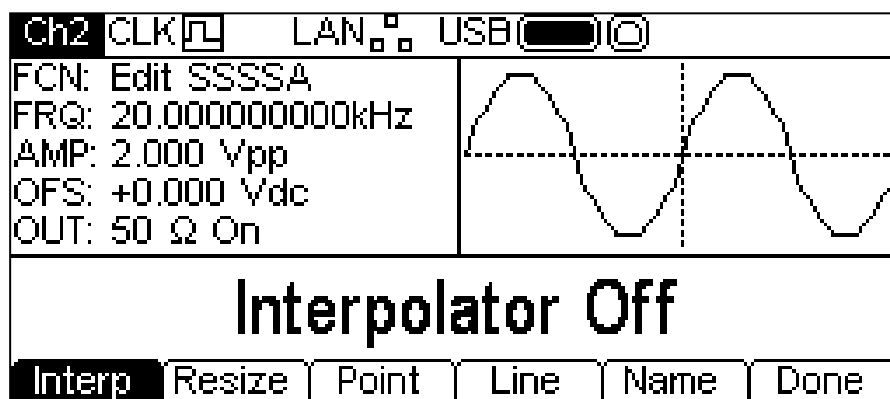 Ch2 CLK LAN USB
FCN: Edit SSSSA
FRQ: 20.000000000kHz
AMP: 2.000 Vpp
OFS: +0.000 Vdc
OUT: 50 Ω On
Interpolator Off
Interp Resize Point Line Name Done